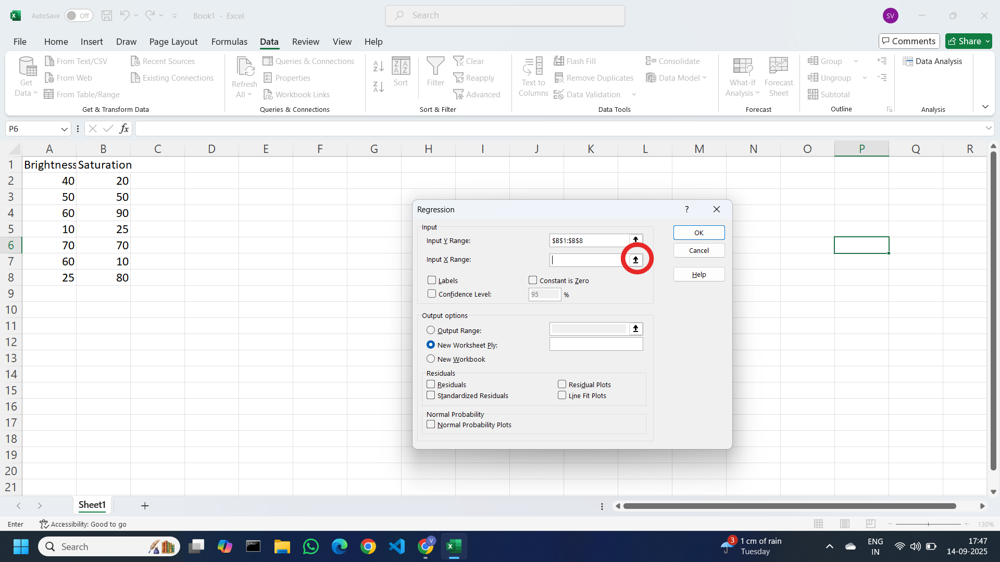 AutoSave Off Book1 - Excel Search SV
File Home Insert Draw Page Layout Formulas Data Review View Help Comments Share
Get Data From Text/CSV From Web From Table/Range Recent Sources Existing Connections
Get & Transform Data
Refresh All Queries & Connections Properties Workbook Links
Queries & Connections
Sort Filter Clear Reapply Advanced
Sort & Filter
Text to Columns Flash Fill Remove Duplicates Data Validation Consolidate Data Model
Data Tools
What-If Analysis Forecast Sheet
Forecast
Group Ungroup Subtotal
Outline
Data Analysis
Analysis
P6 fx
A B C D E F G H I J K L M N O P Q R
1 Brightness Saturation
2 40 20
3 50 50
4 60 90
5 10 25
6 70 70
7 60 10
8 25 80
9
10
11
12
13
14
15
16
17
18
19
20
21
Regression ?
Input
Input Y Range: $B$1:$B$8
Input X Range:
Labels Constant is Zero
Confidence Level: 95 %
Output options
Output Range:
New Worksheet Ply:
New Workbook
Residuals
Residuals Residual Plots
Standardized Residuals Line Fit Plots
Normal Probability
Normal Probability Plots
OK
Cancel
Help
Sheet1
Enter Accessibility: Good to go 130%
Search V 3 1 cm of rain ENG 17:47
Tuesday IN 14-09-2025